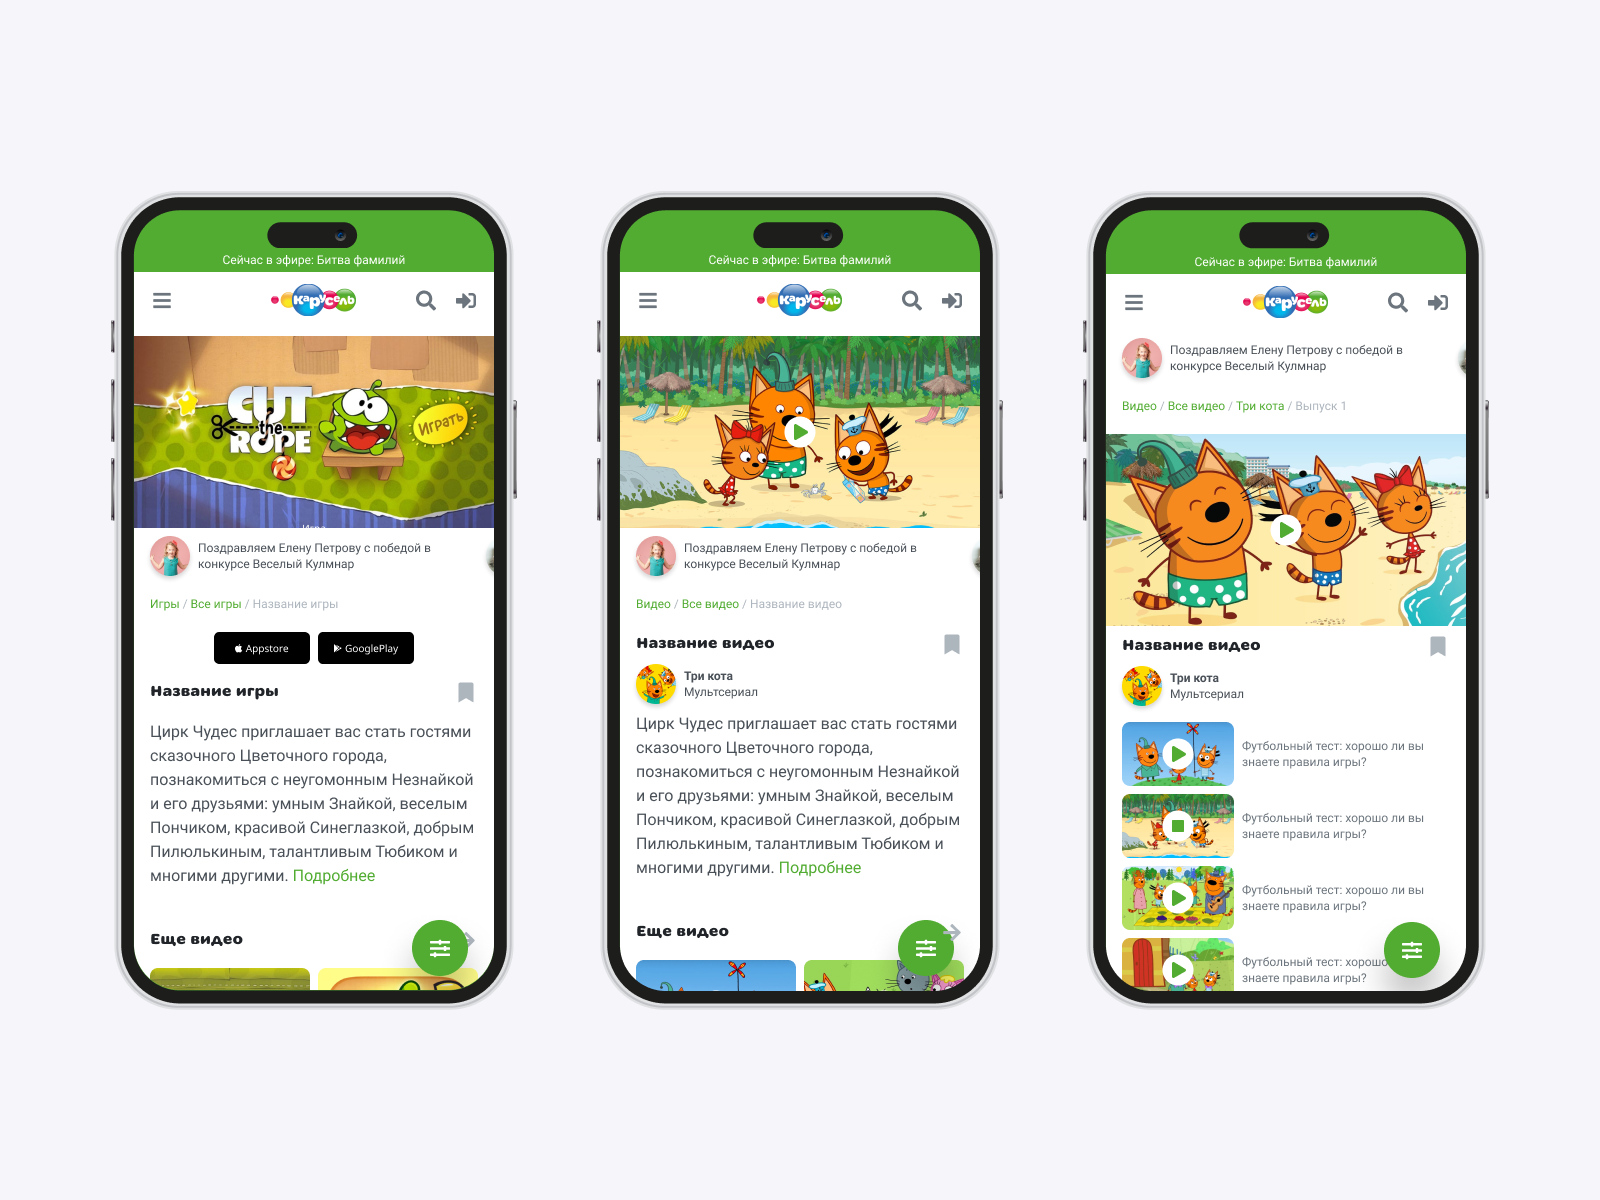 Сейчас в эфире: Битва фамилий
Карусель
CUT
the
ROPE
Играть
Игра
Поздравляем Елену Петрову с победой в
конкурсе Веселый Кулмнар
Игры / Все игры / Название игры
Appstore
GooglePlay
Название игры
Цирк Чудес приглашает вас стать гостями
сказочного Цветочного города,
познакомиться с неугомонным Незнайкой
и его друзьями: умным Знайкой, веселым
Пончиком, красивой Синеглазкой, добрым
Пилюлькиным, талантливым Тюбиком и
многими другими. Подробнее
Еще видео
Сейчас в эфире: Битва фамилий
Карусель
Поздравляем Елену Петрову с победой в
конкурсе Веселый Кулмнар
Видео / Все видео / Название видео
Название видео
Три кота
Мультсериал
Цирк Чудес приглашает вас стать гостями
сказочного Цветочного города,
познакомиться с неугомонным Незнайкой
и его друзьями: умным Знайкой, веселым
Пончиком, красивой Синеглазкой, добрым
Пилюлькиным, талантливым Тюбиком и
многими другими. Подробнее
Еще видео
Сейчас в эфире: Битва фамилий
Карусель
Поздравляем Елену Петрову с победой в
конкурсе Веселый Кулмнар
Видео / Все видео / Три кота / Выпуск 1
Название видео
Три кота
Мультсериал
Футбольный тест: хорошо ли вы
знаете правила игры?
Футбольный тест: хорошо ли вы
знаете правила игры?
Футбольный тест: хорошо ли вы
знаете правила игры?
Футбольный тест: хорошо
знаете правила игры?